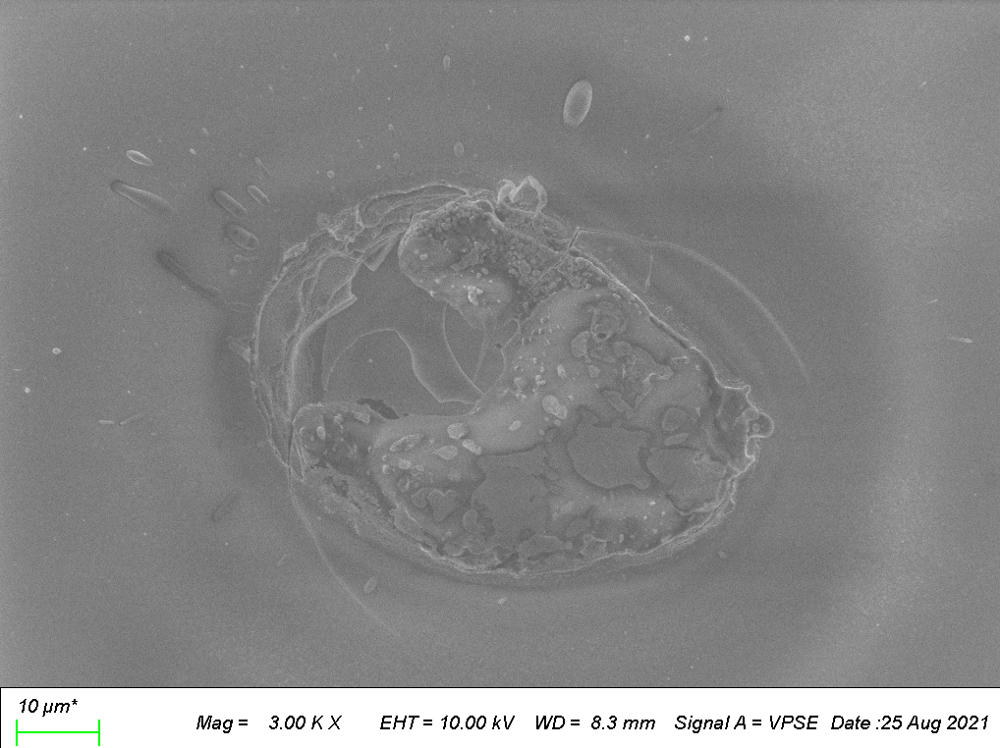 10 µm*
Mag = 3.00 K X EHT = 10.00 kV WD = 8.3 mm Signal A = VPSE Date :25 Aug 2021